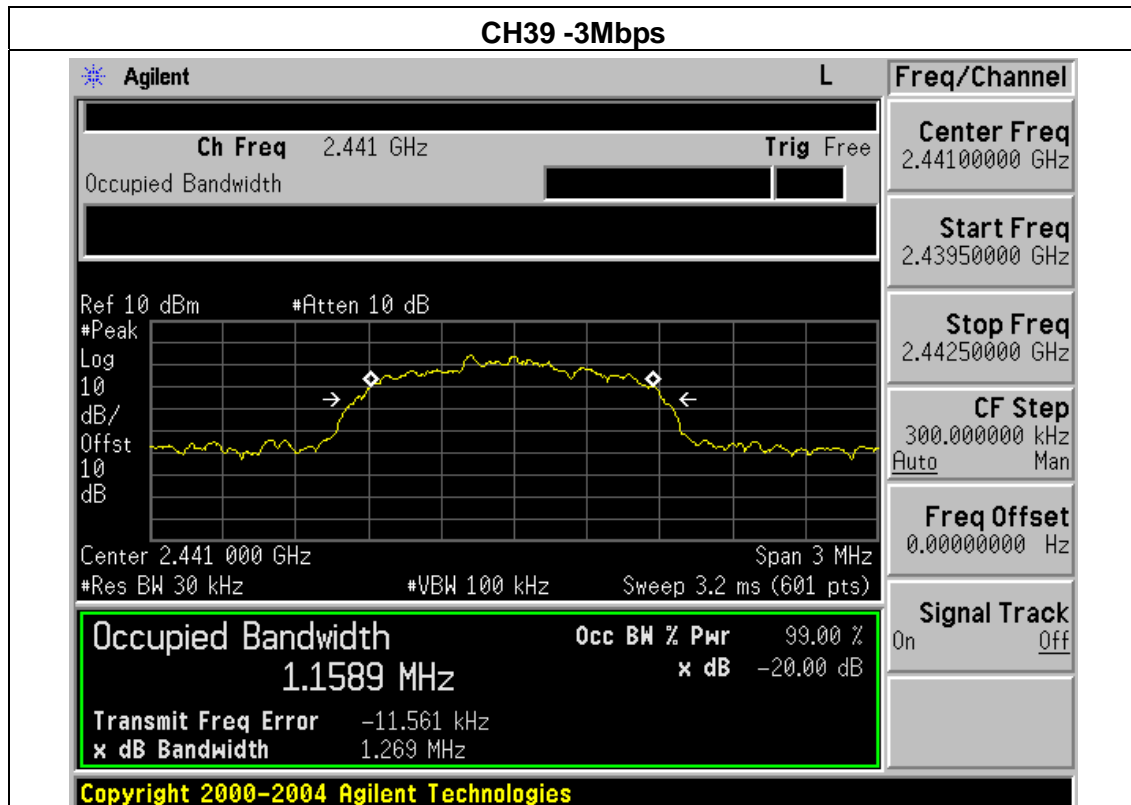 CH39 -3Mbps
Agilent L
Freq/Channel
Ch Freq 2.441 GHz Trig Free
Occupied Bandwidth
Center Freq
2.44100000 GHz
Start Freq
2.43950000 GHz
Stop Freq
2.44250000 GHz
CF Step
300.000000 kHz
Auto Man
Freq Offset
0.00000000 Hz
Signal Track
On Off
Ref 10 dBm #Atten 10 dB
#Peak
Log
10
dB/
Offst
10
dB
Center 2.441 000 GHz Span 3 MHz
#Res BW 30 kHz #VBW 100 kHz Sweep 3.2 ms (601 pts)
Occupied Bandwidth Occ BW % Pwr 99.00 %
1.1589 MHz x dB -20.00 dB
Transmit Freq Error -11.561 kHz
x dB Bandwidth 1.269 MHz
Copyright 2000-2004 Agilent Technologies